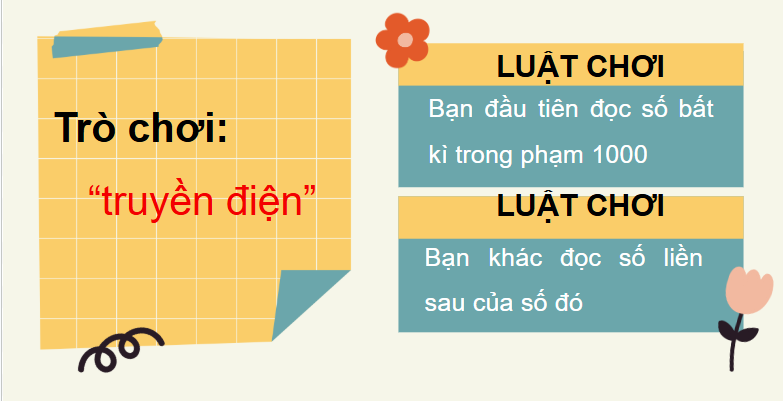 Trò chơi:
“truyền điện”
LUẬT CHƠI
Bạn đầu tiên đọc số bất
kì trong phạm 1000
LUẬT CHƠI
Bạn khác đọc số liền
sau của số đó